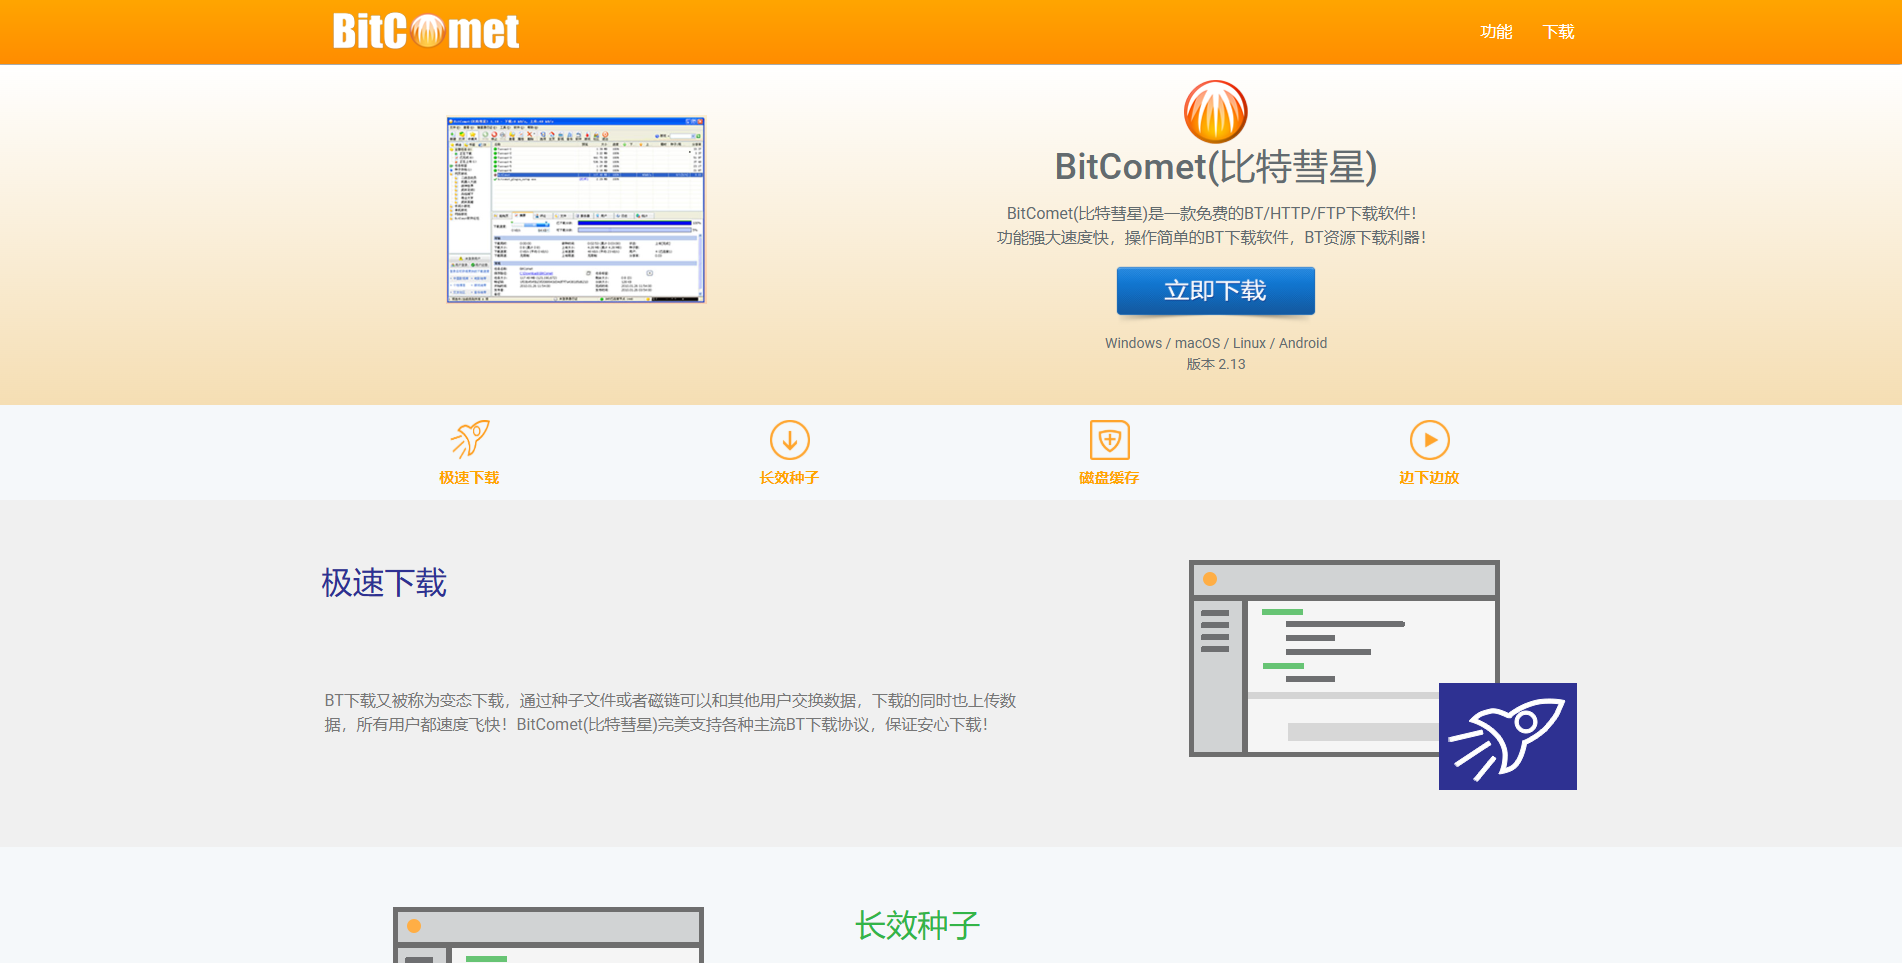 BitComet
功能
下载
BitComet(比特彗星)
BitComet(比特彗星)是一款免费的BT/HTTP/FTP下载软件！
功能强大速度快，操作简单的BT下载软件，BT资源下载利器！
立即下载
Windows / macOS / Linux / Android
版本 2.13
极速下载
长效种子
磁盘缓存
边下边放
极速下载
BT下载又被称为变态下载，通过种子文件或者磁链可以和其他用户交换数据，下载的同时也上传数
据，所有用户都速度飞快！BitComet(比特彗星)完美支持各种主流BT下载协议，保证安心下载！
长效种子